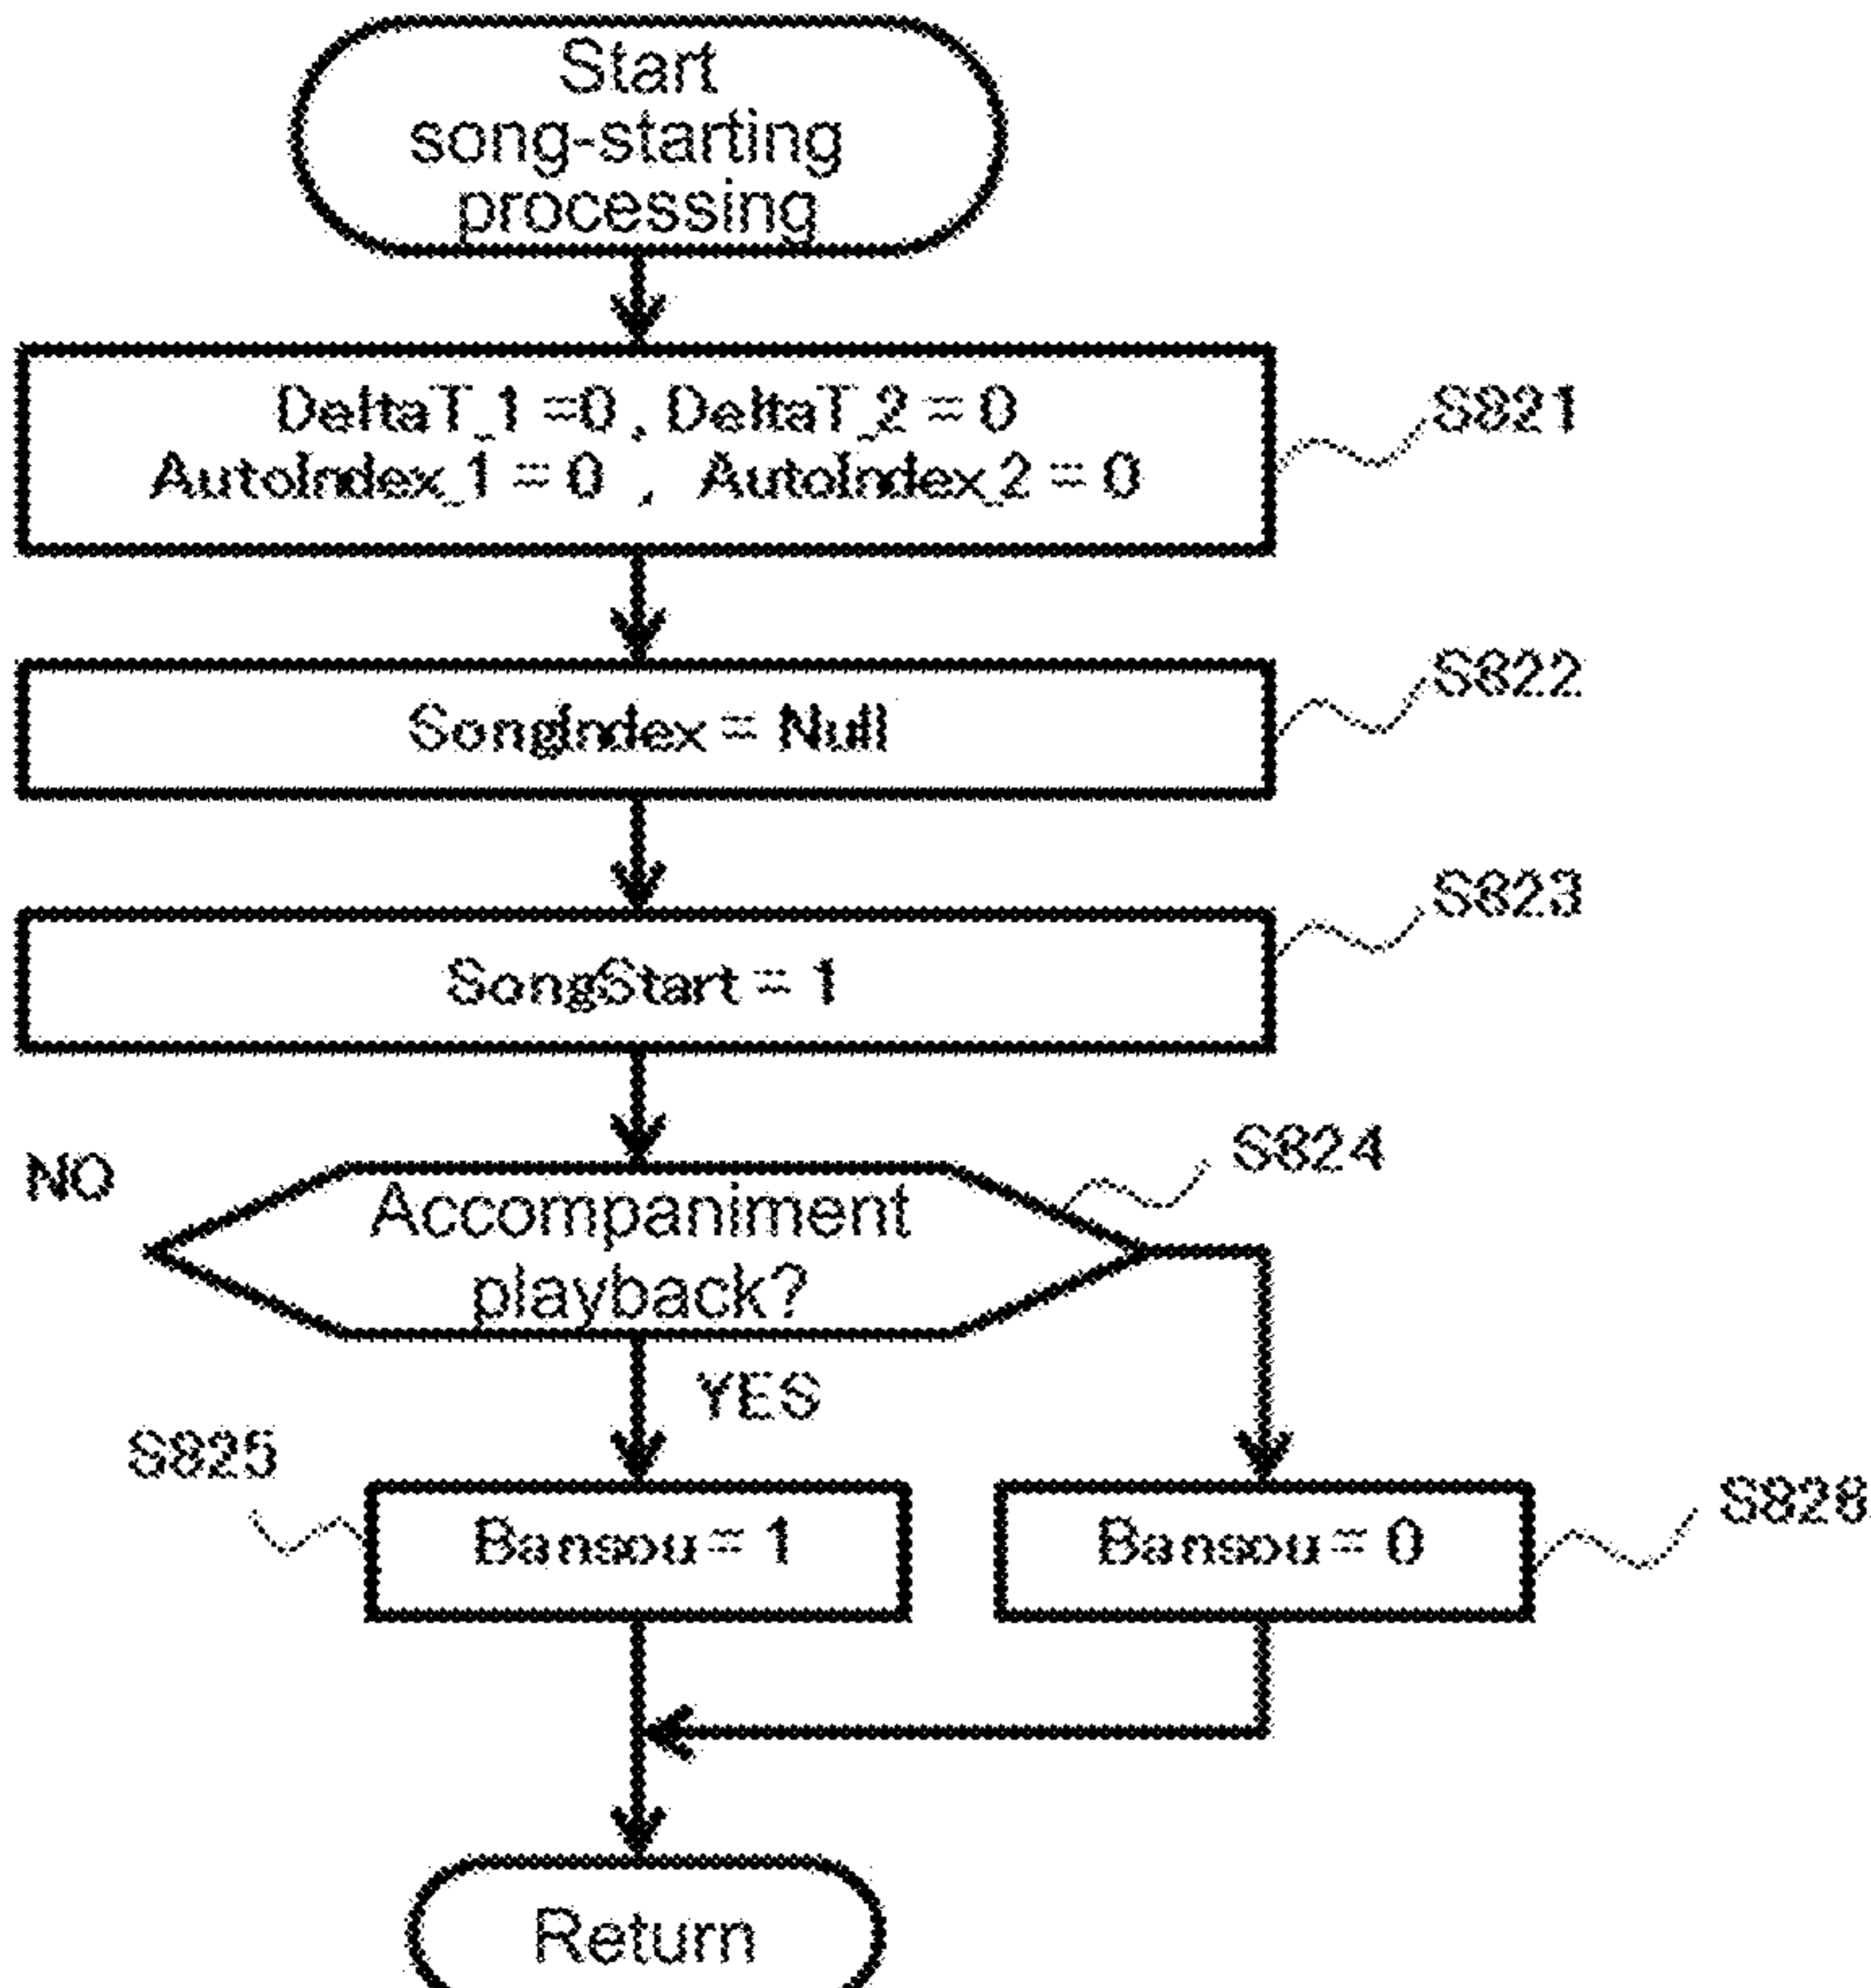 Start
song-starting
processing
DeltaT_1 =0 , DeltaT_2 = 0
AutoIndex_1 = 0 , AutoIndex_2 = 0
S821
SongIndex = Null
S822
SongStart = 1
S823
NO
Accompaniment
playback?
S824
YES
S825
Bansou = 1
Bansou = 0
S826
Return